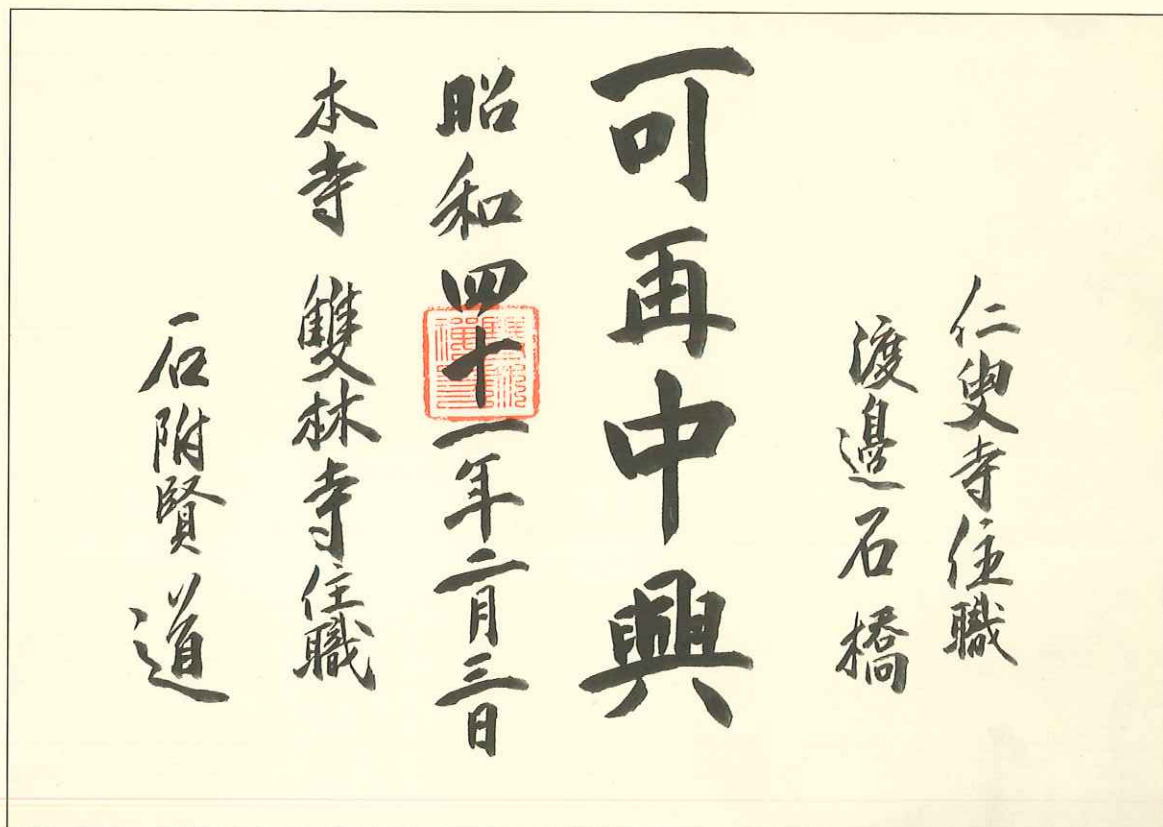 仁叟寺住職
渡邊石橋
可再中興
昭和四十一年二月三日
本寺 雙林寺住職
石附賢道